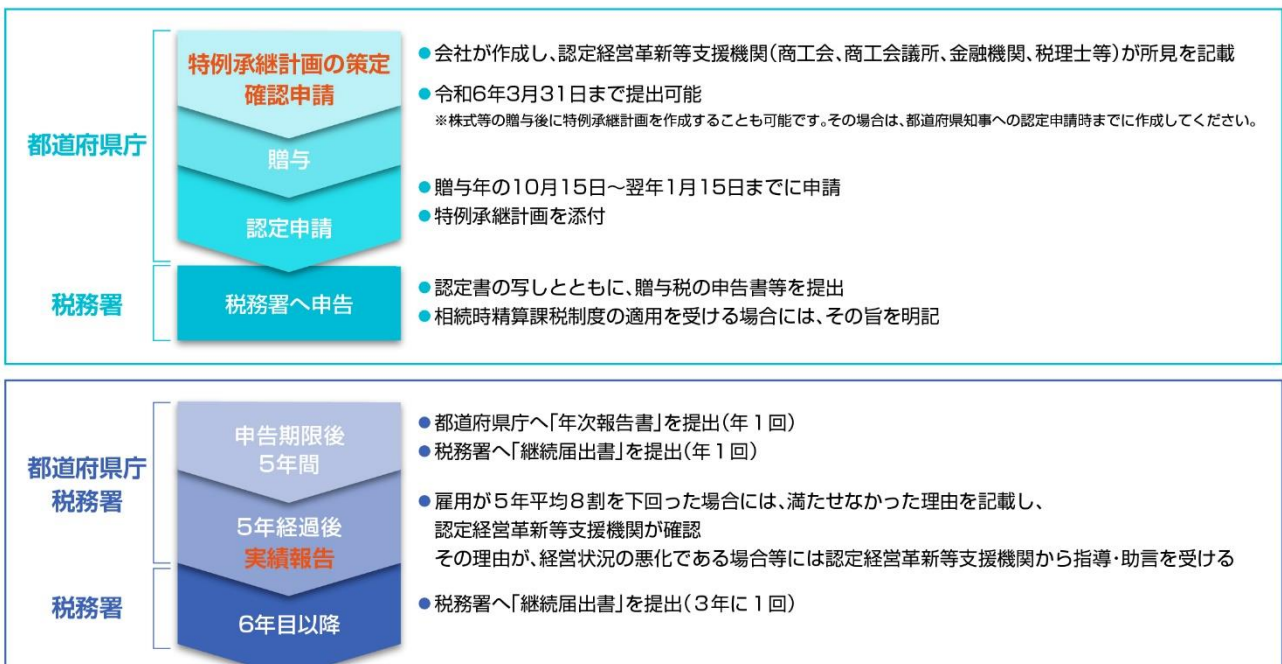 都道府県庁
特例承継計画の策定
確認申請
●会社が作成し、認定経営革新等支援機関(商工会、商工会議所、金融機関、税理士等)が所見を記載
●令和6年3月31日まで提出可能
※株式等の贈与後に特例承継計画を作成することも可能です。その場合は、都道府県知事への認定申請時までに作成してください。
贈与
認定申請
●贈与年の10月15日～翌年1月15日までに申請
●特例承継計画を添付
税務署
税務署へ申告
●認定書の写しとともに、贈与税の申告書等を提出
●相続時精算課税制度の適用を受ける場合には、その旨を明記
都道府県庁
税務署
申告期限後
5年間
●都道府県庁へ「年次報告書」を提出(年1回)
●税務署へ「継続届出書」を提出(年1回)
5年経過後
実績報告
●雇用が5年平均8割を下回った場合には、満たせなかった理由を記載し、
認定経営革新等支援機関が確認
その理由が、経営状況の悪化である場合等には認定経営革新等支援機関から指導・助言を受ける
税務署
6年目以降
●税務署へ「継続届出書」を提出(3年に1回)